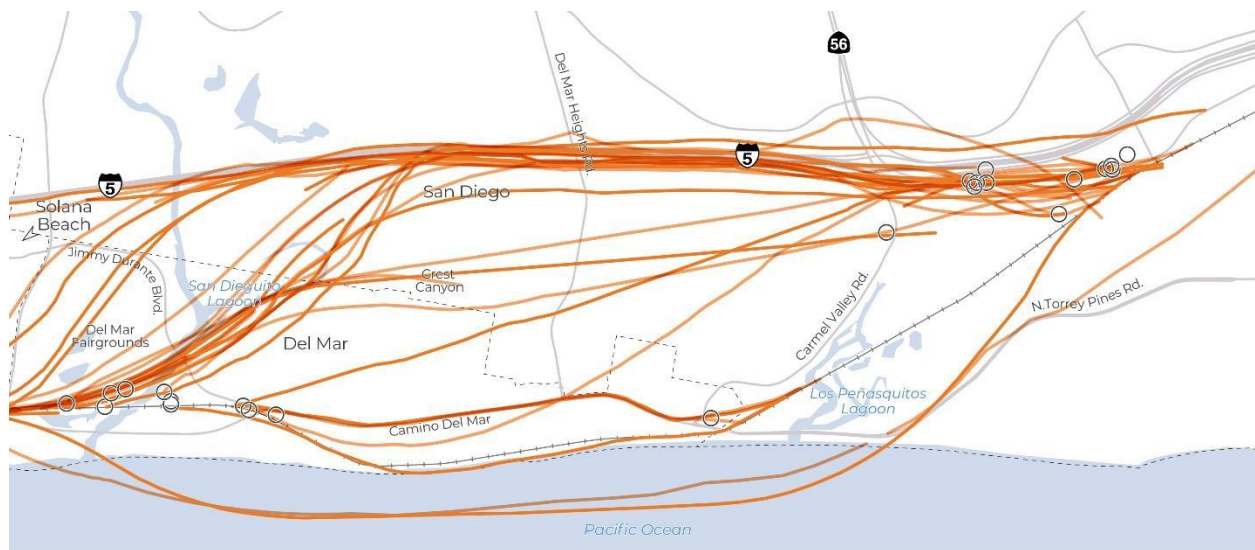 56
Del Mar Heights Rd.
5
5
San Diego
Solana
Beach
Jimmy Durante Blvd.
San Dieguito
Lagoon
Crest
Canyon
Del Mar
Fairgrounds
Del Mar
Carmel Valley Rd.
N.Torrey Pines Rd.
Los Peñasquitos
Lagoon
Camino Del Mar
Pacific Ocean